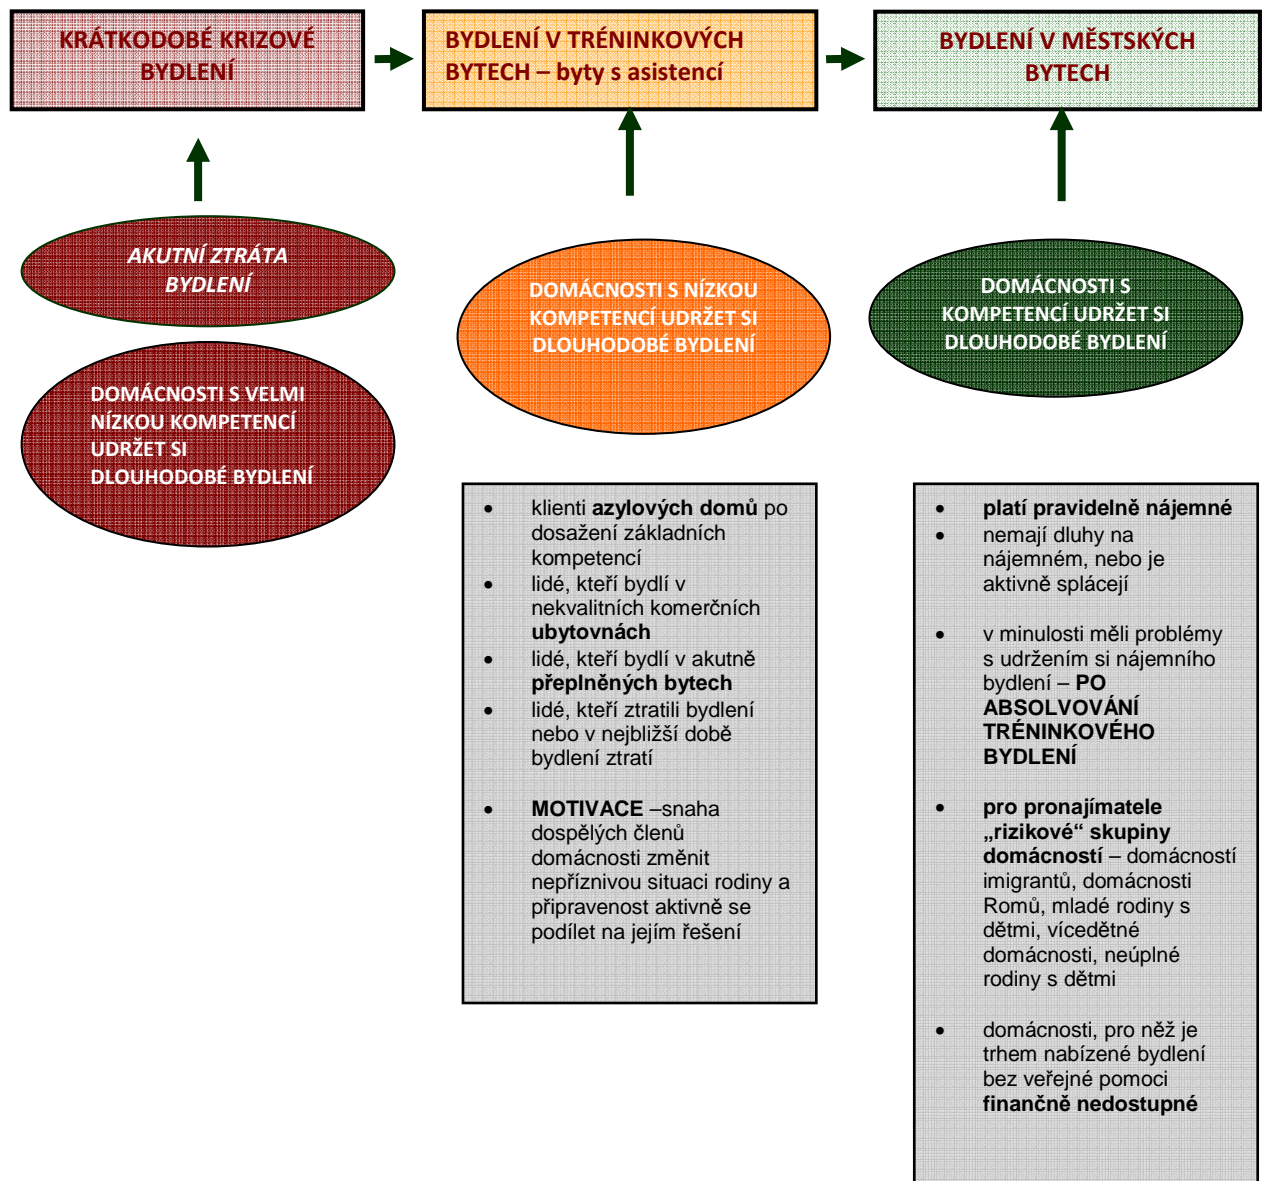 KRÁTKODOBÉ KRIZOVÉ
BYDLENÍ
BYDLENÍ V TRÉNINKOVÝCH
BYTECH – byty s asistencí
BYDLENÍ V MĚSTSKÝCH
BYTECH
AKUTNÍ ZTRÁTA
BYDLENÍ
DOMÁCNOSTI S VELMI
NÍZKOU KOMPETENCÍ
UDRŽET SI
DLOUHODOBÉ BYDLENÍ
DOMÁCNOSTI S NÍZKOU
KOMPETENCÍ UDRŽET SI
DLOUHODOBÉ BYDLENÍ
DOMÁCNOSTI S
KOMPETENCÍ UDRŽET SI
DLOUHODOBÉ BYDLENÍ
• klienti azylových domů po
dosažení základních
kompetencí
• lidé, kteří bydlí v
nekvalitních komerčních
ubytovnách
• lidé, kteří bydlí v akutně
přeplněných bytech
• lidé, kteří ztratili bydlení
nebo v nejbližší době
bydlení ztratí
• MOTIVACE –snaha
dospělých členů
domácnosti změnit
nepříznivou situaci rodiny a
připravenost aktivně se
podílet na jejím řešení
• platí pravidelně nájemné
• nemají dluhy na
nájemném, nebo je
aktivně splácejí
• v minulosti měli problémy
s udržením si nájemního
bydlení – PO
ABSOLVOVÁNÍ
TRÉNINKOVÉHO
BYDLENÍ
• pro pronajímatele
„rizikové“ skupiny
domácností – domácností
imigrantů, domácnosti
Romů, mladé rodiny s
dětmi, vícedětné
domácnosti, neúplné
rodiny s dětmi
• domácnosti, pro něž je
trhem nabízené bydlení
bez veřejné pomoci
finančně nedostupné